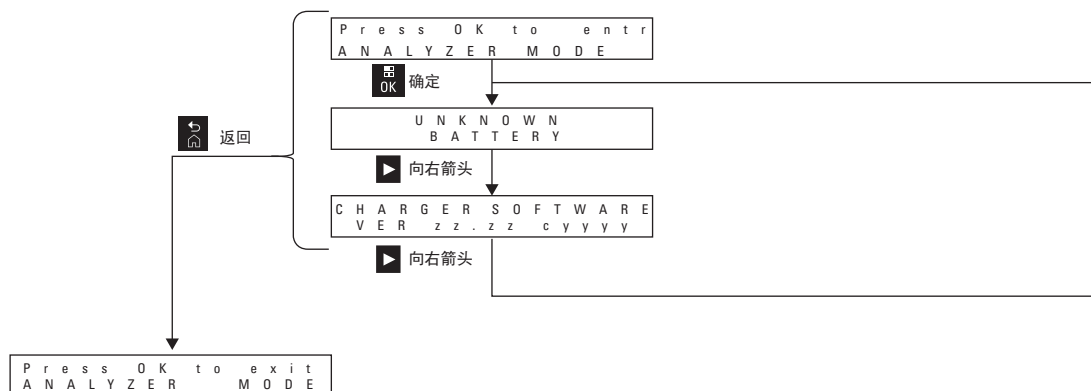 Press OK to entr
ANALYZER MODE
OK 确定
UNKNOWN
BATTERY
返回
向右箭头
CHARGER SOFTWARE
VER zz.zz cyyyy
向右箭头
Press OK to exit
ANALYZER MODE